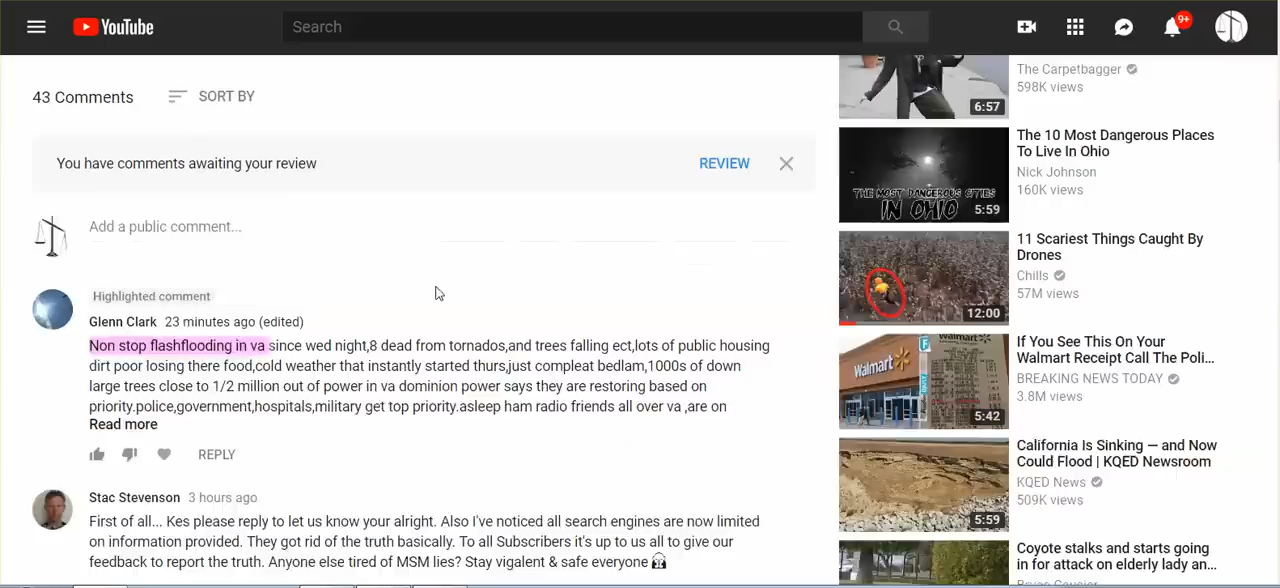 YouTube
Search
9+
43 Comments
SORT BY
You have comments awaiting your review
REVIEW
Add a public comment...
Highlighted comment
Glenn Clark 23 minutes ago (edited)
Non stop flashflooding in va since wed night,8 dead from tornados,and trees falling ect,lots of public housing
dirt poor losing there food,cold weather that instantly started thurs,just compleat bedlam,1000s of down
large trees close to 1/2 million out of power in va dominion power says they are restoring based on
priority.police,government,hospitals,military get top priority.asleep ham radio friends all over va ,are on
Read more
REPLY
Stac Stevenson 3 hours ago
First of all... Kes please reply to let us know your alright. Also I've noticed all search engines are now limited
on information provided. They got rid of the truth basically. To all Subscribers it's up to us all to give our
feedback to report the truth. Anyone else tired of MSM lies? Stay vigalent & safe everyone
6:57
The Carpetbagger
598K views
THE MOST DANGEROUS CITIES
IN OHIO
5:59
The 10 Most Dangerous Places
To Live In Ohio
Nick Johnson
160K views
12:00
11 Scariest Things Caught By
Drones
Chills
57M views
Walmart
Walmart
5:42
If You See This On Your
Walmart Receipt Call The Poli...
BREAKING NEWS TODAY
3.8M views
5:59
California Is Sinking — and Now
Could Flood | KQED Newsroom
KQED News
509K views
Coyote stalks and starts going
in for attack on elderly lady an...